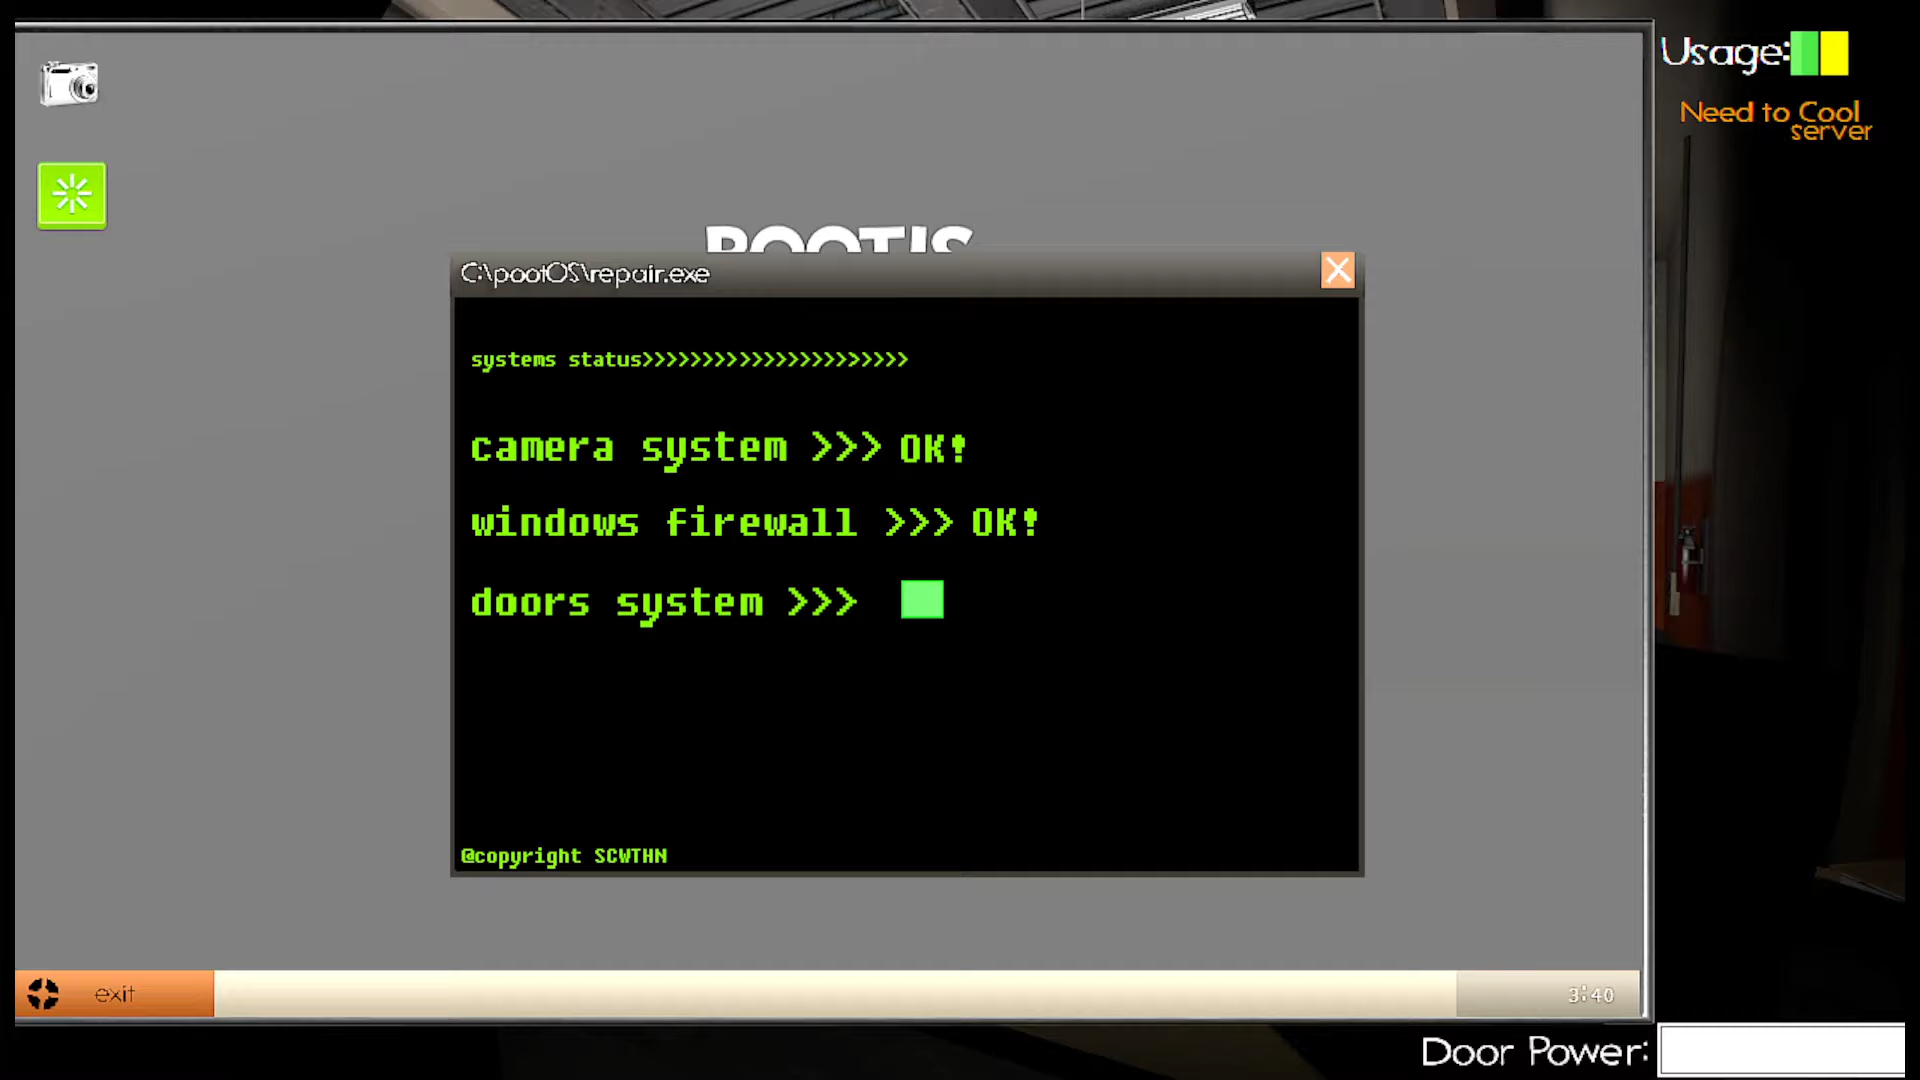 Usage:
Need to Cool
server
POOTIS
C:\pootOS\repair.exe
systems status>>>>>>>>>>>>>>>>>>>>>>
camera system >>> OK!
windows firewall >>> OK!
doors system >>>
@copyright SCWTHN
exit
3:40
Door Power: